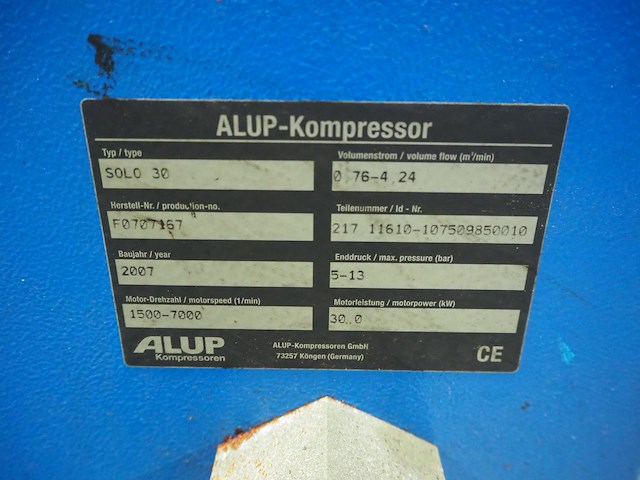 ALUP-Kompressor
Typ / type
SOLO 30
Volumenstrom / volume flow (m³/min)
0.76-4.24
Herstell-Nr. / production-no.
F0707167
Teilenummer / Id - Nr.
217 11610-107509850010
Baujahr / year
2007
Enddruck / max. pressure (bar)
5-13
Motor-Drehzahl / motorspeed (1/min)
1500-7000
Motorleistung / motorpower (kW)
30.0
ALUP
Kompressoren
ALUP-Kompressoren GmbH
73257 Köngen (Germany)
CE